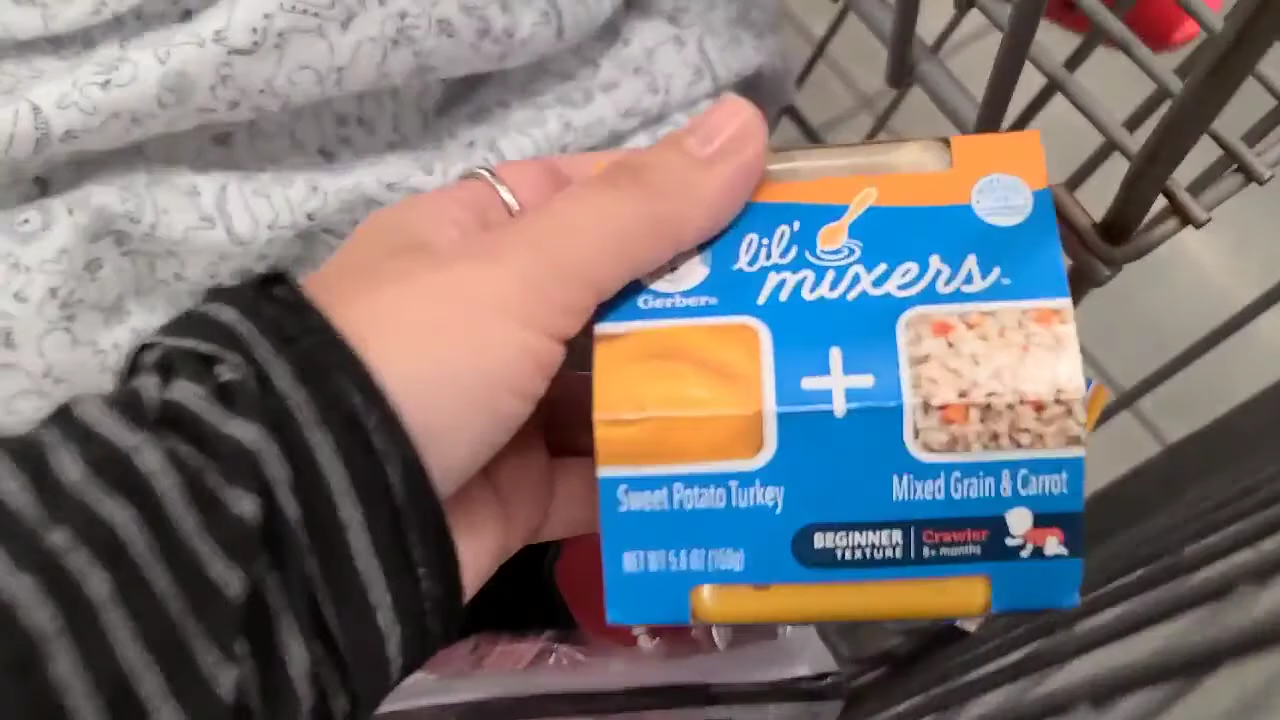 Gerber®
lil'
mixers™
+
Sweet Potato Turkey
Mixed Grain & Carrot
BEGINNER
TEXTURE
Crawler
8+ months
NET WT 5.6 OZ (160g)